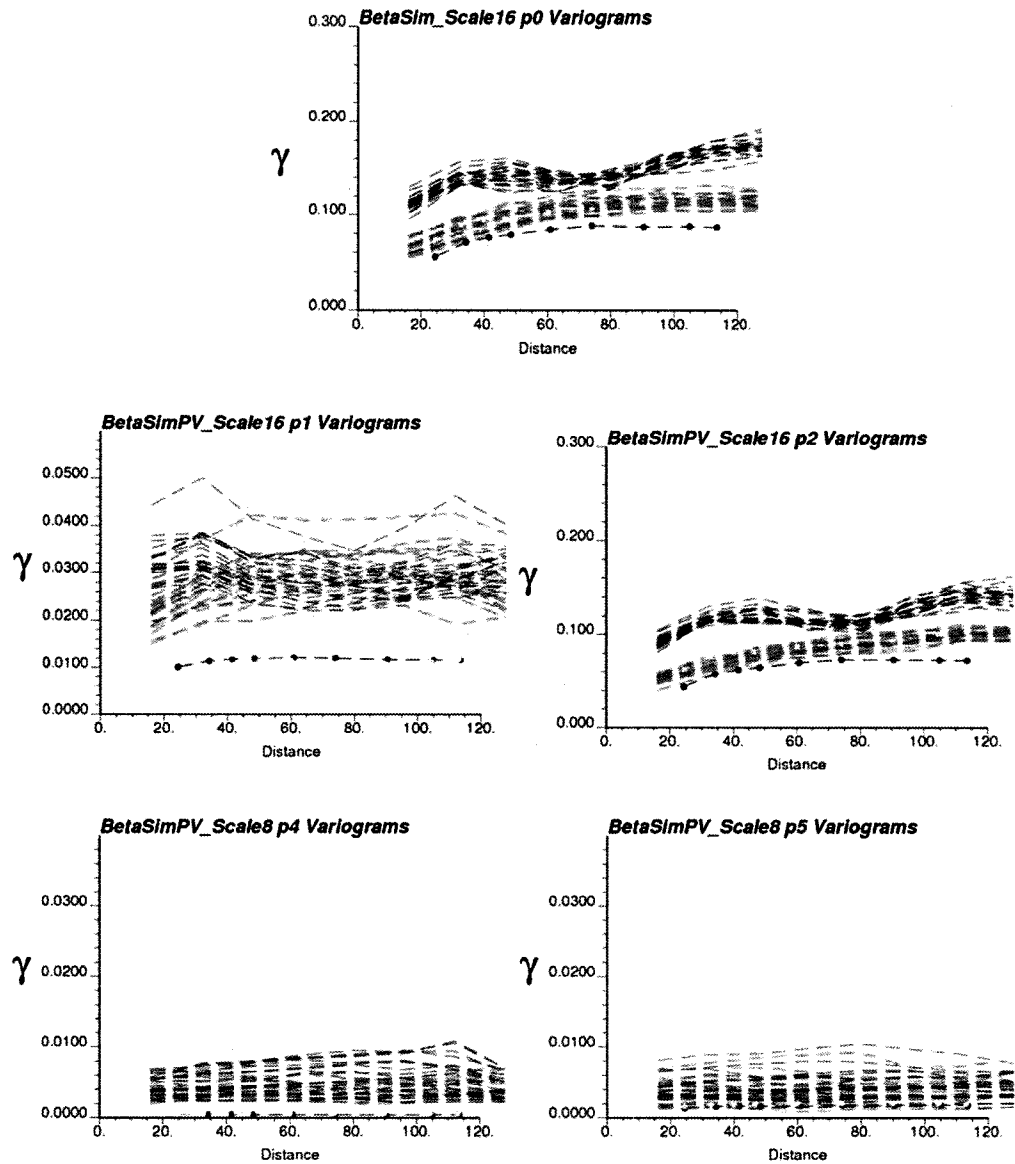 BetaSim_Scale16 p0 Variograms
0.300
0.200
γ
0.100
0.000
0. 20. 40. 60. 80. 100. 120.
Distance
BetaSimPV_Scale16 p1 Variograms
0.0500
0.0400
γ
0.0300
0.0200
0.0100
0.0000
0. 20. 40. 60. 80. 100. 120.
Distance
BetaSimPV_Scale16 p2 Variograms
0.300
0.200
γ
0.100
0.000
0. 20. 40. 60. 80. 100. 120.
Distance
BetaSimPV_Scale8 p4 Variograms
0.0300
0.0200
γ
0.0100
0.0000
0. 20. 40. 60. 80. 100. 120.
Distance
BetaSimPV_Scale8 p5 Variograms
0.0300
0.0200
γ
0.0100
0.0000
0. 20. 40. 60. 80. 100. 120.
Distance